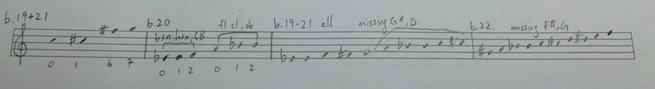 b.19+21
b.20
bsn, hrn, CB
fl cl, ob
b.19-21 all
missing G#, D
b.22.
missing F#, G
0 1 6 7
0 1 2 0 1 2